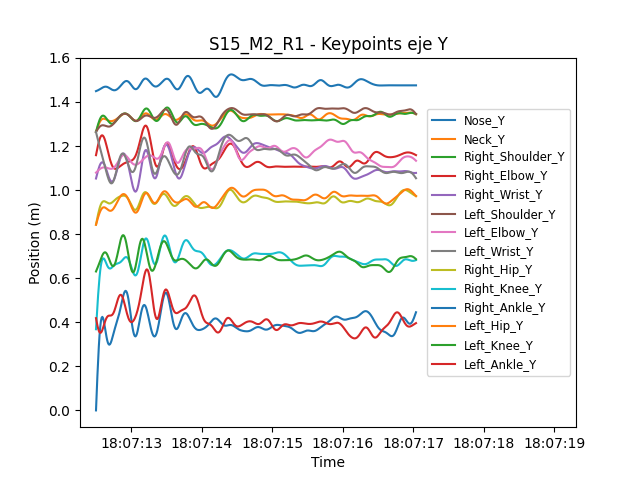 S15_M2_R1 - Keypoints eje Y
Position (m)
1.6
1.4
1.2
1.0
0.8
0.6
0.4
0.2
0.0
18:07:13 18:07:14 18:07:15 18:07:16 18:07:17 18:07:18 18:07:19
Time
Nose_Y
Neck_Y
Right_Shoulder_Y
Right_Elbow_Y
Right_Wrist_Y
Left_Shoulder_Y
Left_Elbow_Y
Left_Wrist_Y
Right_Hip_Y
Right_Knee_Y
Right_Ankle_Y
Left_Hip_Y
Left_Knee_Y
Left_Ankle_Y